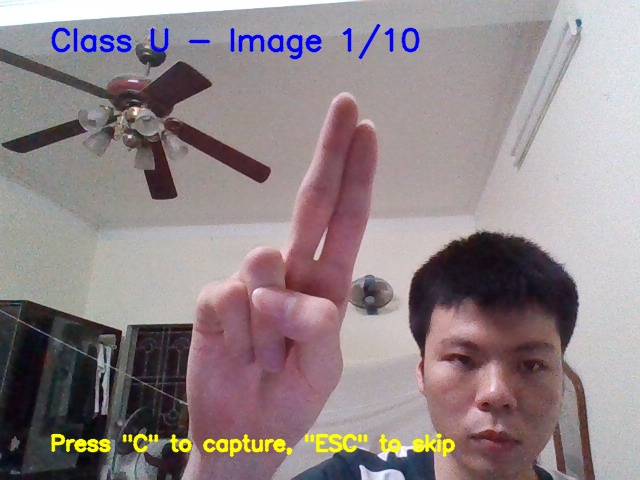 Class U - Image 1/10
Press "C" to capture, "ESC" to skip